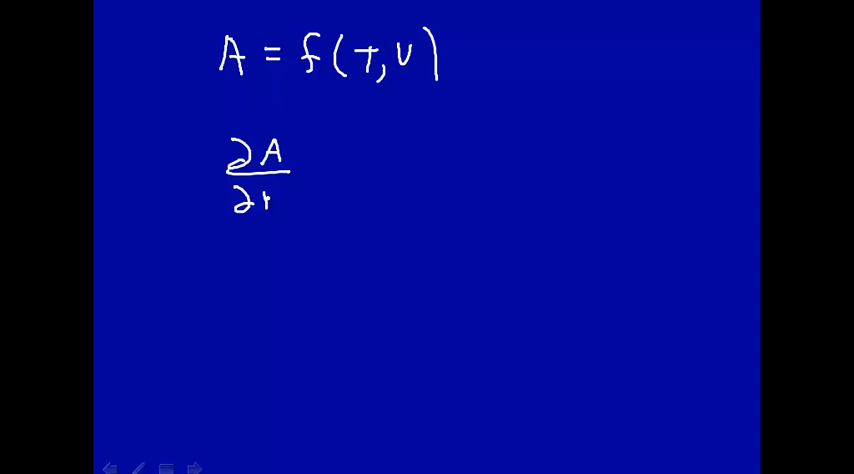 A = f(T,V)
∂A
∂